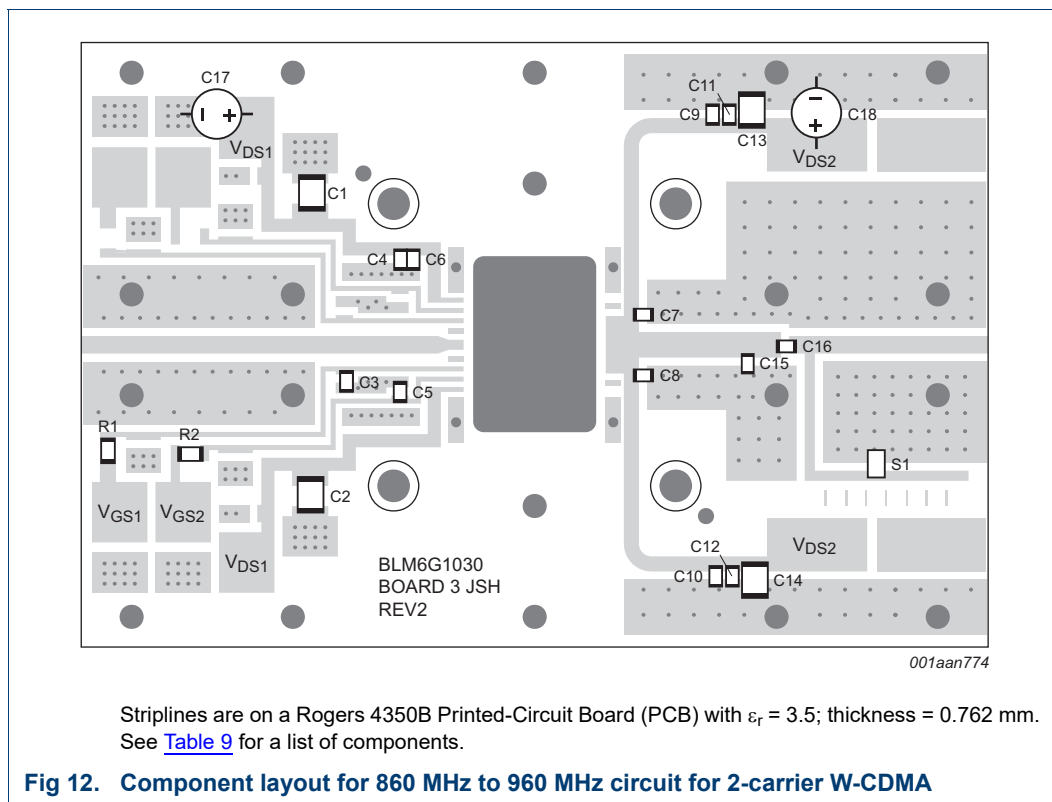 C17
C11
C9
C13
C18
VDS1
VDS2
C1
C4
C6
C7
C16
C15
C3
C5
C8
R1
R2
S1
C2
VGS1
VGS2
VDS1
VDS2
C12
C10
C14
BLM6G1030
BOARD 3 JSH
REV2
001aan774
Striplines are on a Rogers 4350B Printed-Circuit Board (PCB) with εr = 3.5; thickness = 0.762 mm.
See Table 9 for a list of components.
Fig 12. Component layout for 860 MHz to 960 MHz circuit for 2-carrier W-CDMA